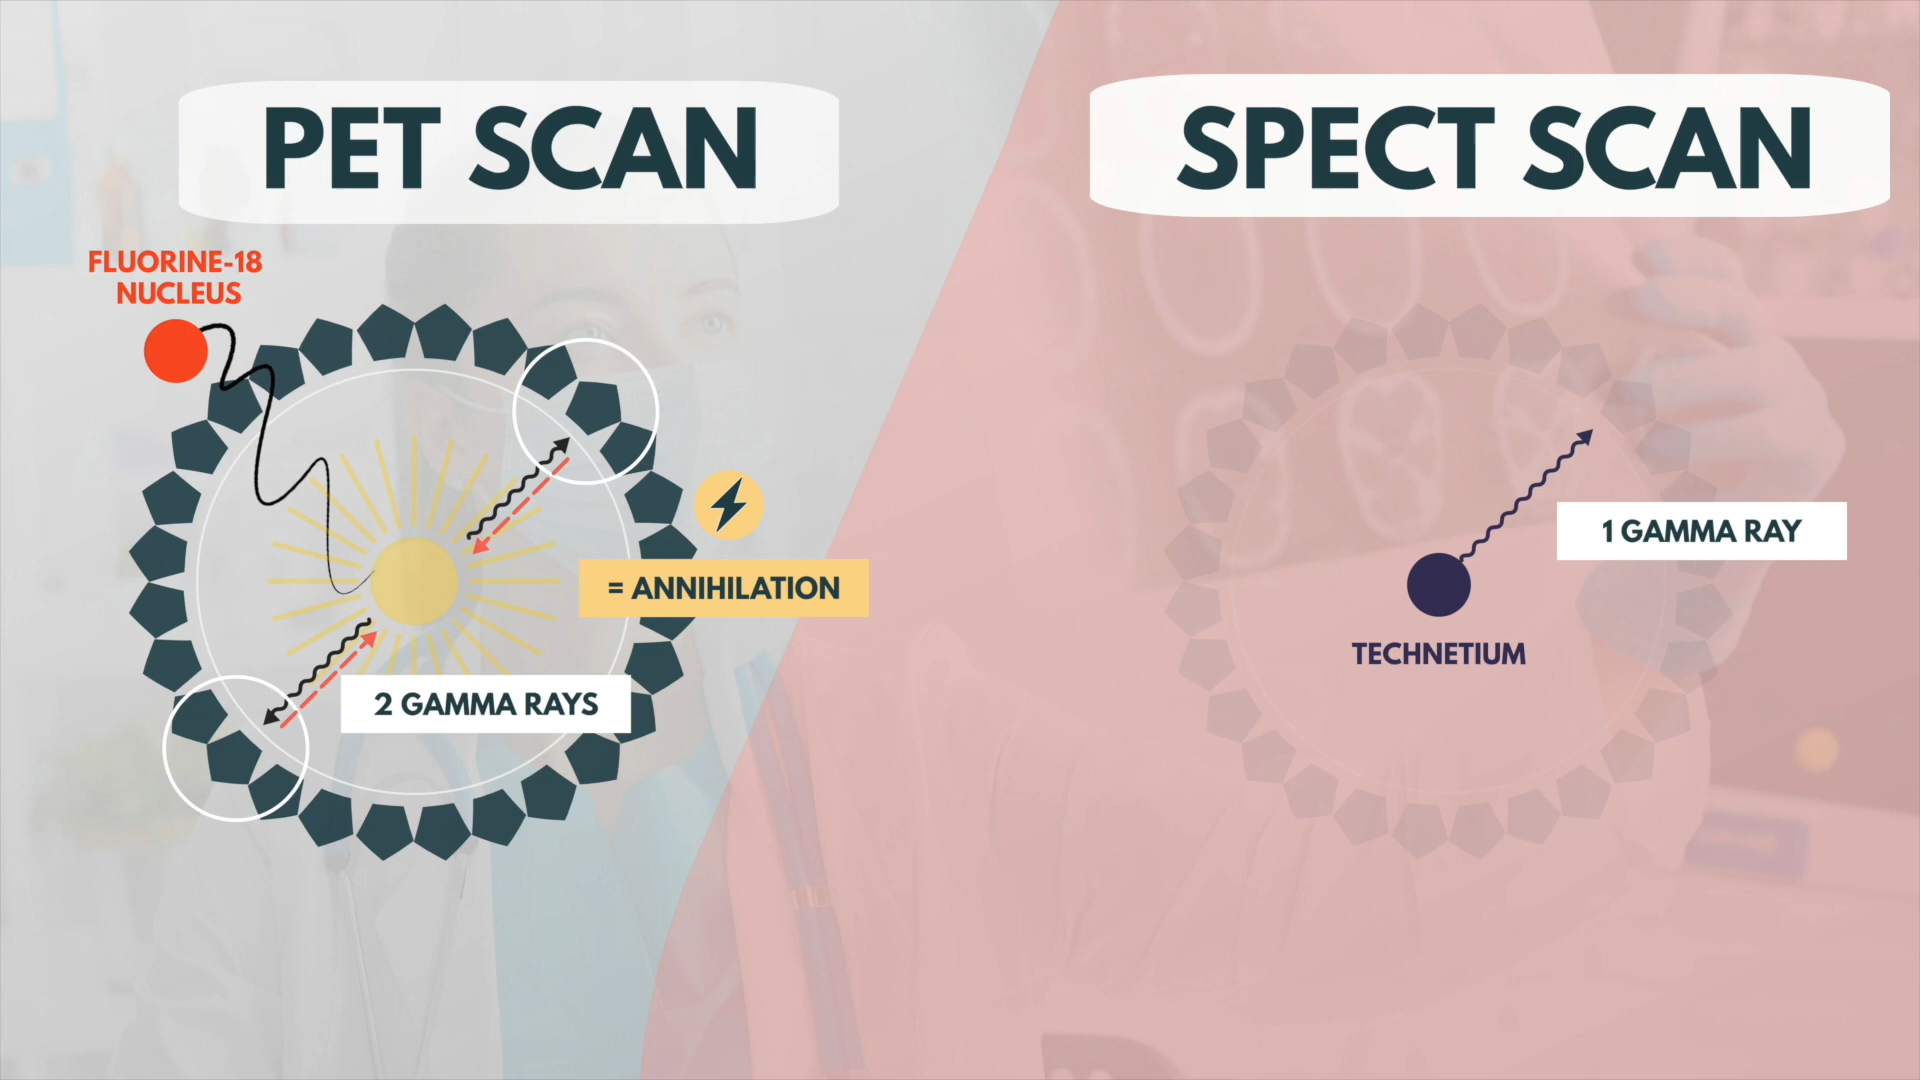 PET SCAN
SPECT SCAN
FLUORINE-18
NUCLEUS
= ANNIHILATION
2 GAMMA RAYS
1 GAMMA RAY
TECHNETIUM